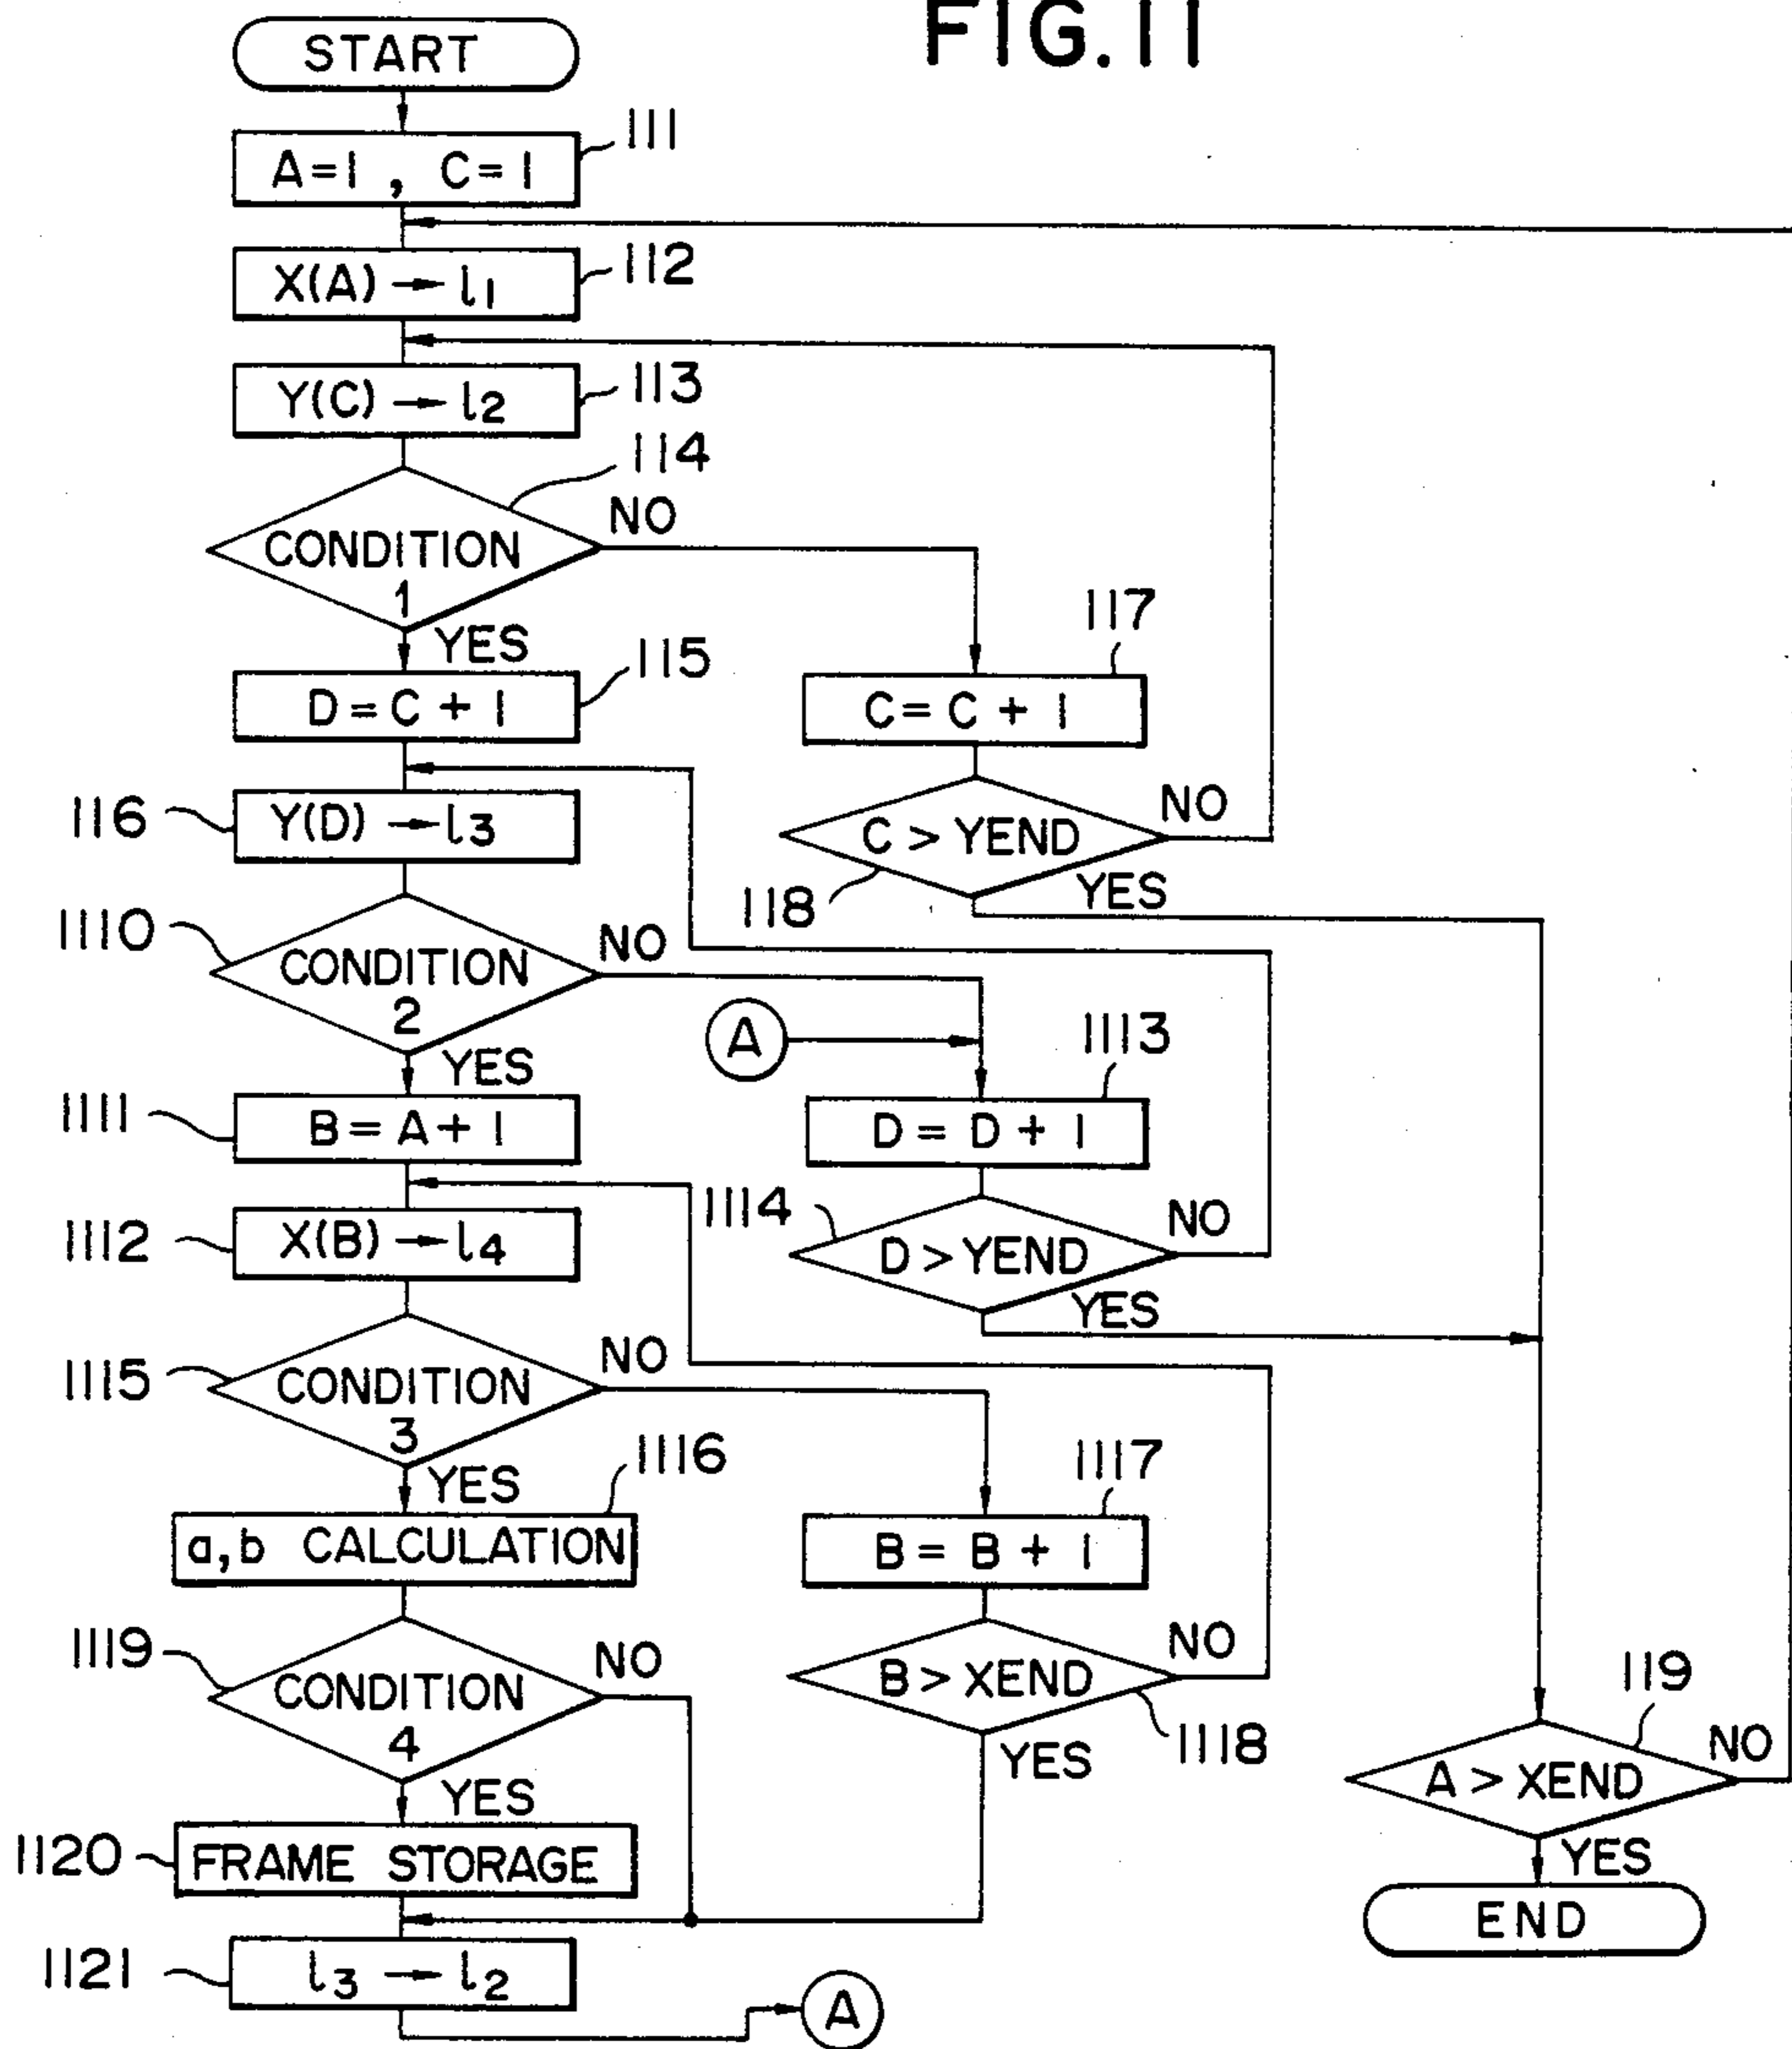 FIG. 11
START
111
A=1 , C=1
112
X(A) → l1
113
Y(C) → l2
114
CONDITION
1
NO
YES
115
D=C+1
117
C=C+1
116
Y(D) → l3
C > YEND
NO
118
YES
1110
CONDITION
2
NO
YES
A
1113
1111
B=A+1
D=D+1
1112
X(B) → l4
1114
D > YEND
NO
YES
1115
CONDITION
3
NO
YES
1116
1117
a,b CALCULATION
B=B+1
1119
CONDITION
4
NO
YES
B > XEND
NO
1118
YES
119
A > XEND
NO
YES
1120
FRAME STORAGE
END
1121
l3 → l2
A